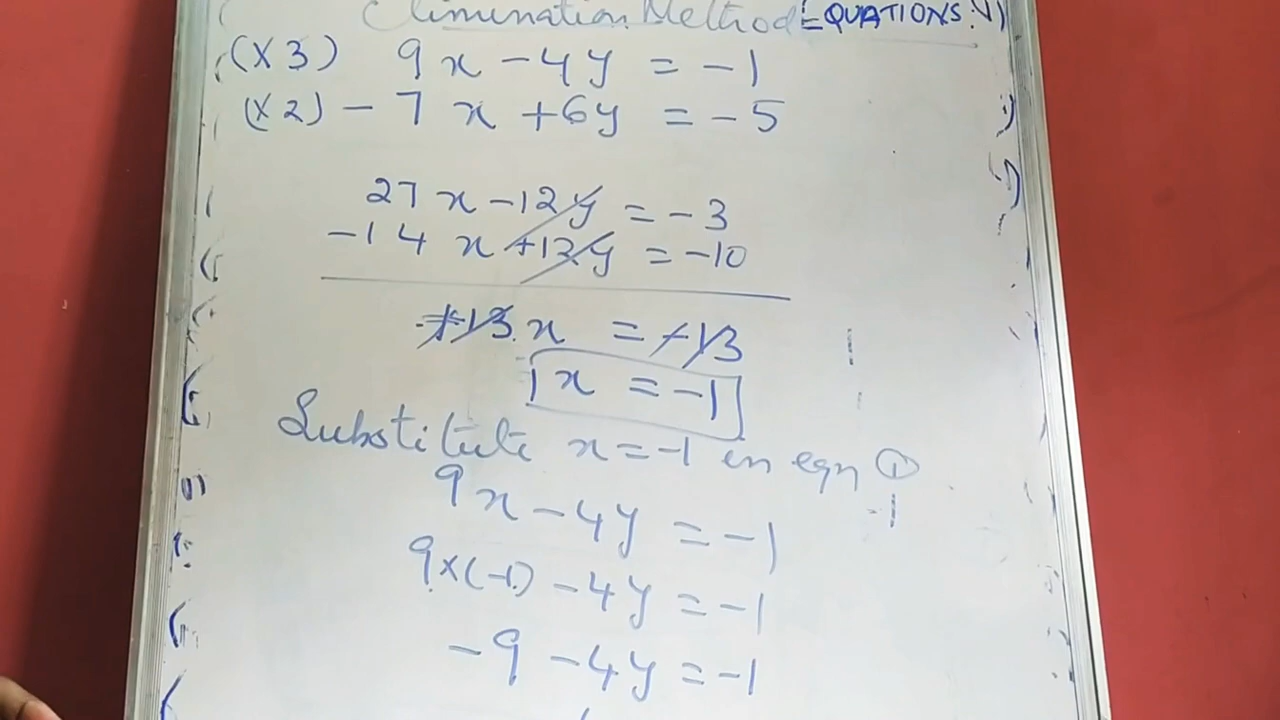 Elimination Method EQUATIONS
(×3) 9x - 4y = -1
(×2) - 7x + 6y = -5
27x - 12y = -3
-14x + 12y = -10
+13x = -13
x = -1
Substitute x = -1 in eqn ①
9x - 4y = -1
9×(-1) - 4y = -1
-9 - 4y = -1